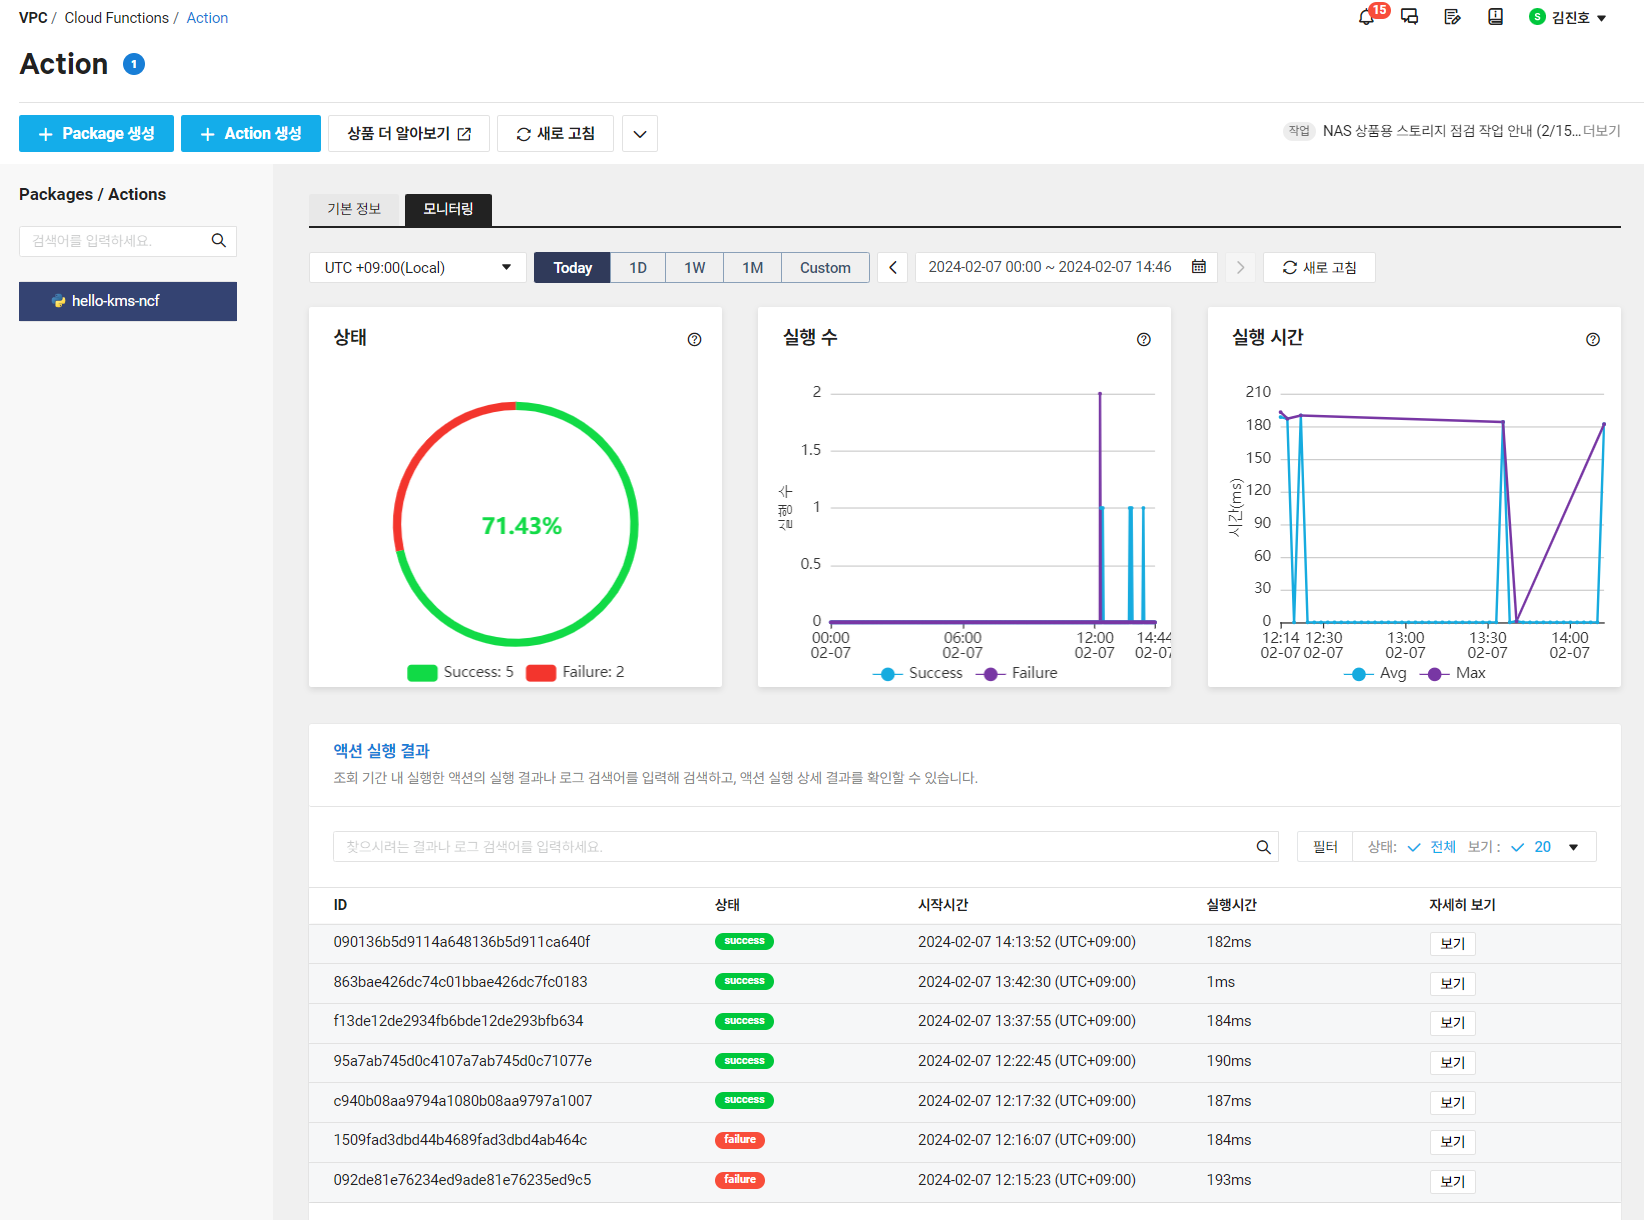 VPC / Cloud Functions / Action
15
S 김진호
Action 1
+ Package 생성
+ Action 생성
상품 더 알아보기
새로 고침
작업 NAS 상품용 스토리지 점검 작업 안내 (2/15... 더보기
Packages / Actions
검색어를 입력하세요.
hello-kms-ncf
기본 정보
모니터링
UTC +09:00(Local)
Today
1D
1W
1M
Custom
2024-02-07 00:00 ~ 2024-02-07 14:46
새로 고침
상태
71.43%
Success: 5
Failure: 2
실행 수
실행 수
2
1.5
1
0.5
0
00:00 06:00 12:00 14:44
02-07 02-07 02-07 02-07
Success Failure
실행 시간
시간(ms)
210
180
150
120
90
60
30
0
12:14 12:30 13:00 13:30 14:00
02-07 02-07 02-07 02-07 02-07
Avg Max
액션 실행 결과
조회 기간 내 실행한 액션의 실행 결과나 로그 검색어를 입력해 검색하고, 액션 실행 상세 결과를 확인할 수 있습니다.
찾으시려는 결과나 로그 검색어를 입력하세요.
필터 상태: 전체 보기 : 20
ID 상태 시작시간 실행시간 자세히 보기
090136b5d9114a648136b5d911ca640f success 2024-02-07 14:13:52 (UTC+09:00) 182ms 보기
863bae426dc74c01bbae426dc7fc0183 success 2024-02-07 13:42:30 (UTC+09:00) 1ms 보기
f13de12de2934fb6bde12de293bfb634 success 2024-02-07 13:37:55 (UTC+09:00) 184ms 보기
95a7ab745d0c4107a7ab745d0c71077e success 2024-02-07 12:22:45 (UTC+09:00) 190ms 보기
c940b08aa9794a1080b08aa9797a1007 success 2024-02-07 12:17:32 (UTC+09:00) 187ms 보기
1509fad3dbd44b4689fad3dbd4ab464c failure 2024-02-07 12:16:07 (UTC+09:00) 184ms 보기
092de81e76234ed9ade81e76235ed9c5 failure 2024-02-07 12:15:23 (UTC+09:00) 193ms 보기